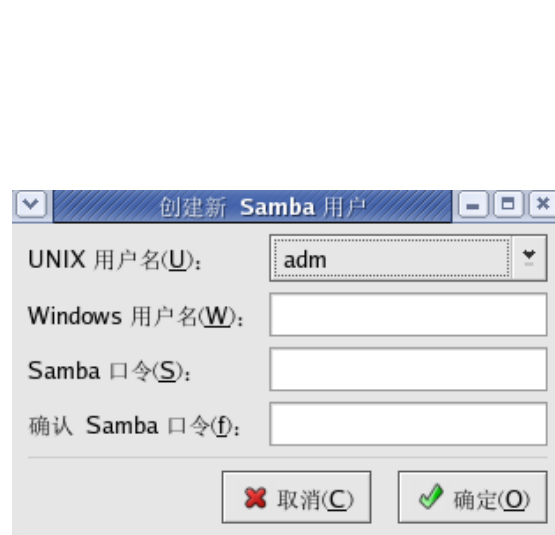 创建新 Samba 用户
UNIX 用户名(U): adm
Windows 用户名(W):
Samba 口令(S):
确认 Samba 口令(f):
取消(C) 确定(O)